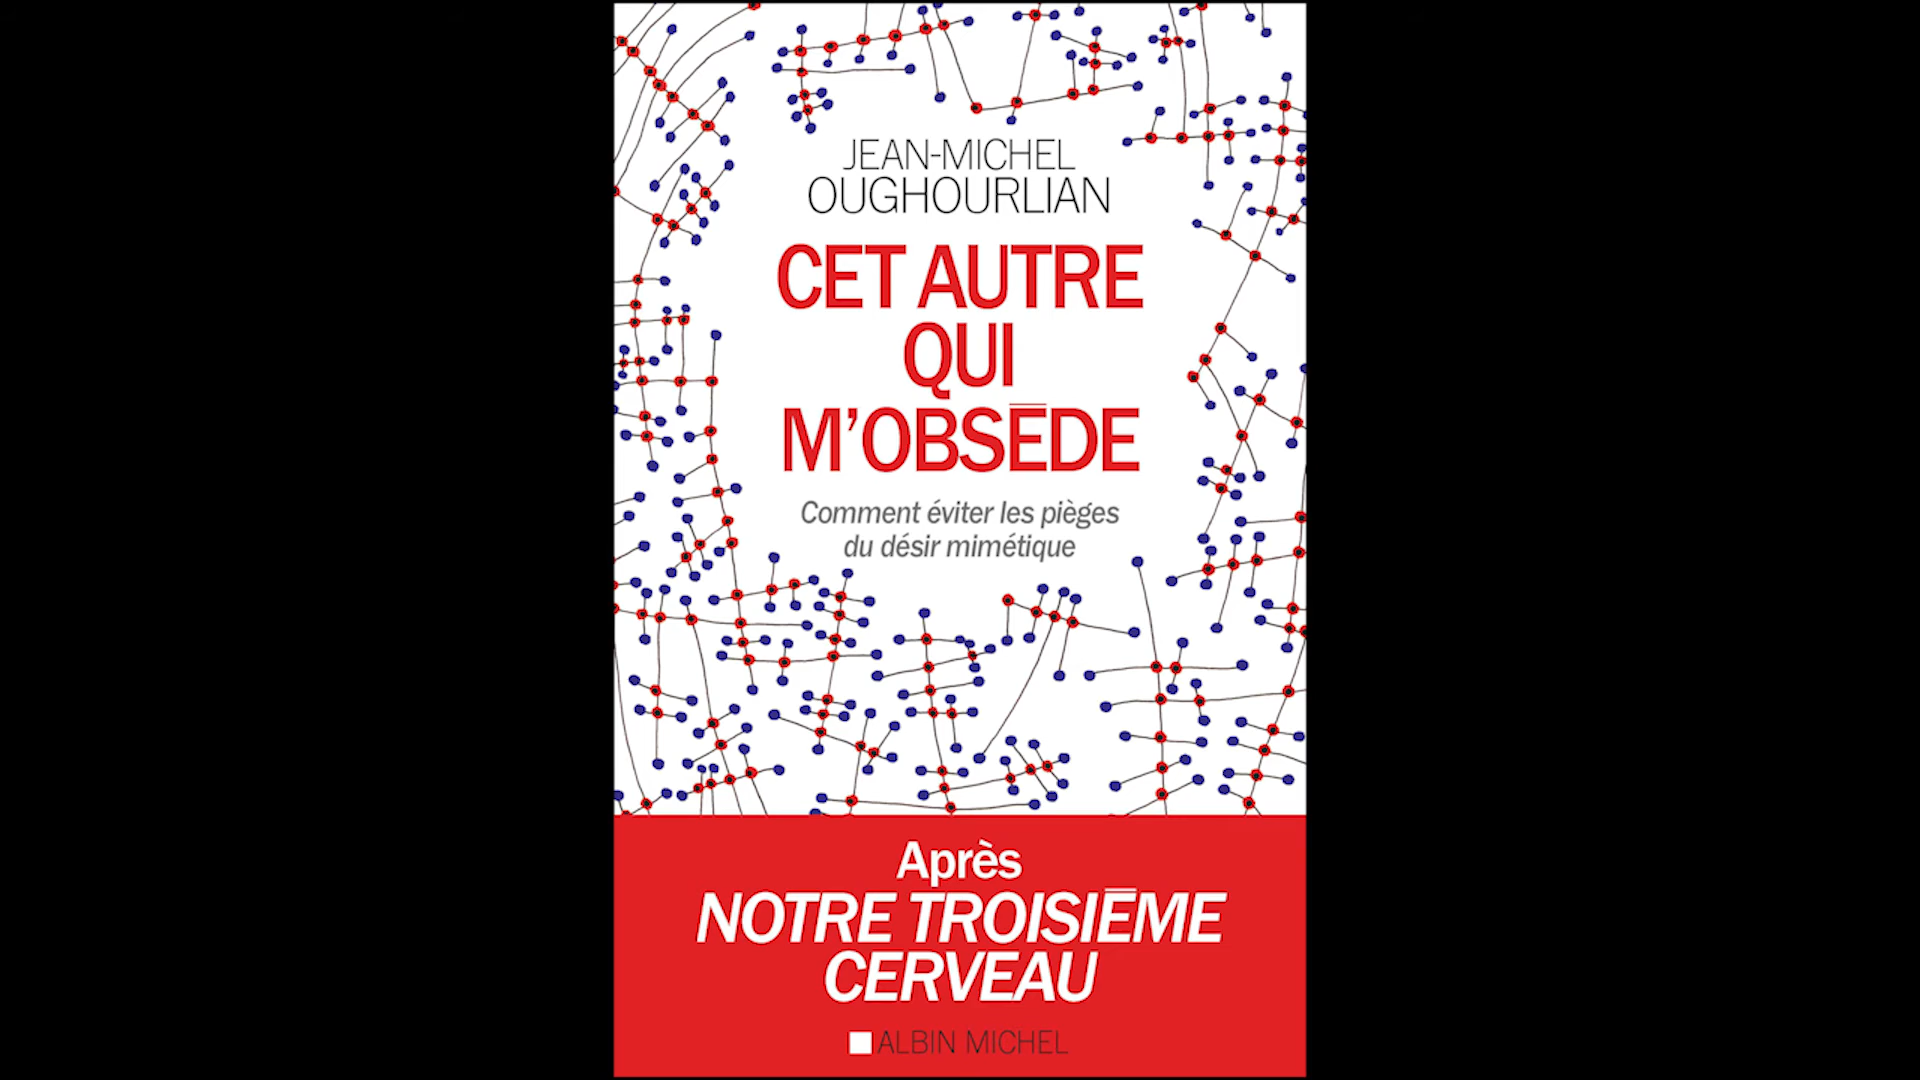 JEAN-MICHEL
OUGHOURLIAN
CET AUTRE
QUI
M'OBSÈDE
Comment éviter les pièges
du désir mimétique
Après
NOTRE TROISIÈME
CERVEAU
ALBIN MICHEL